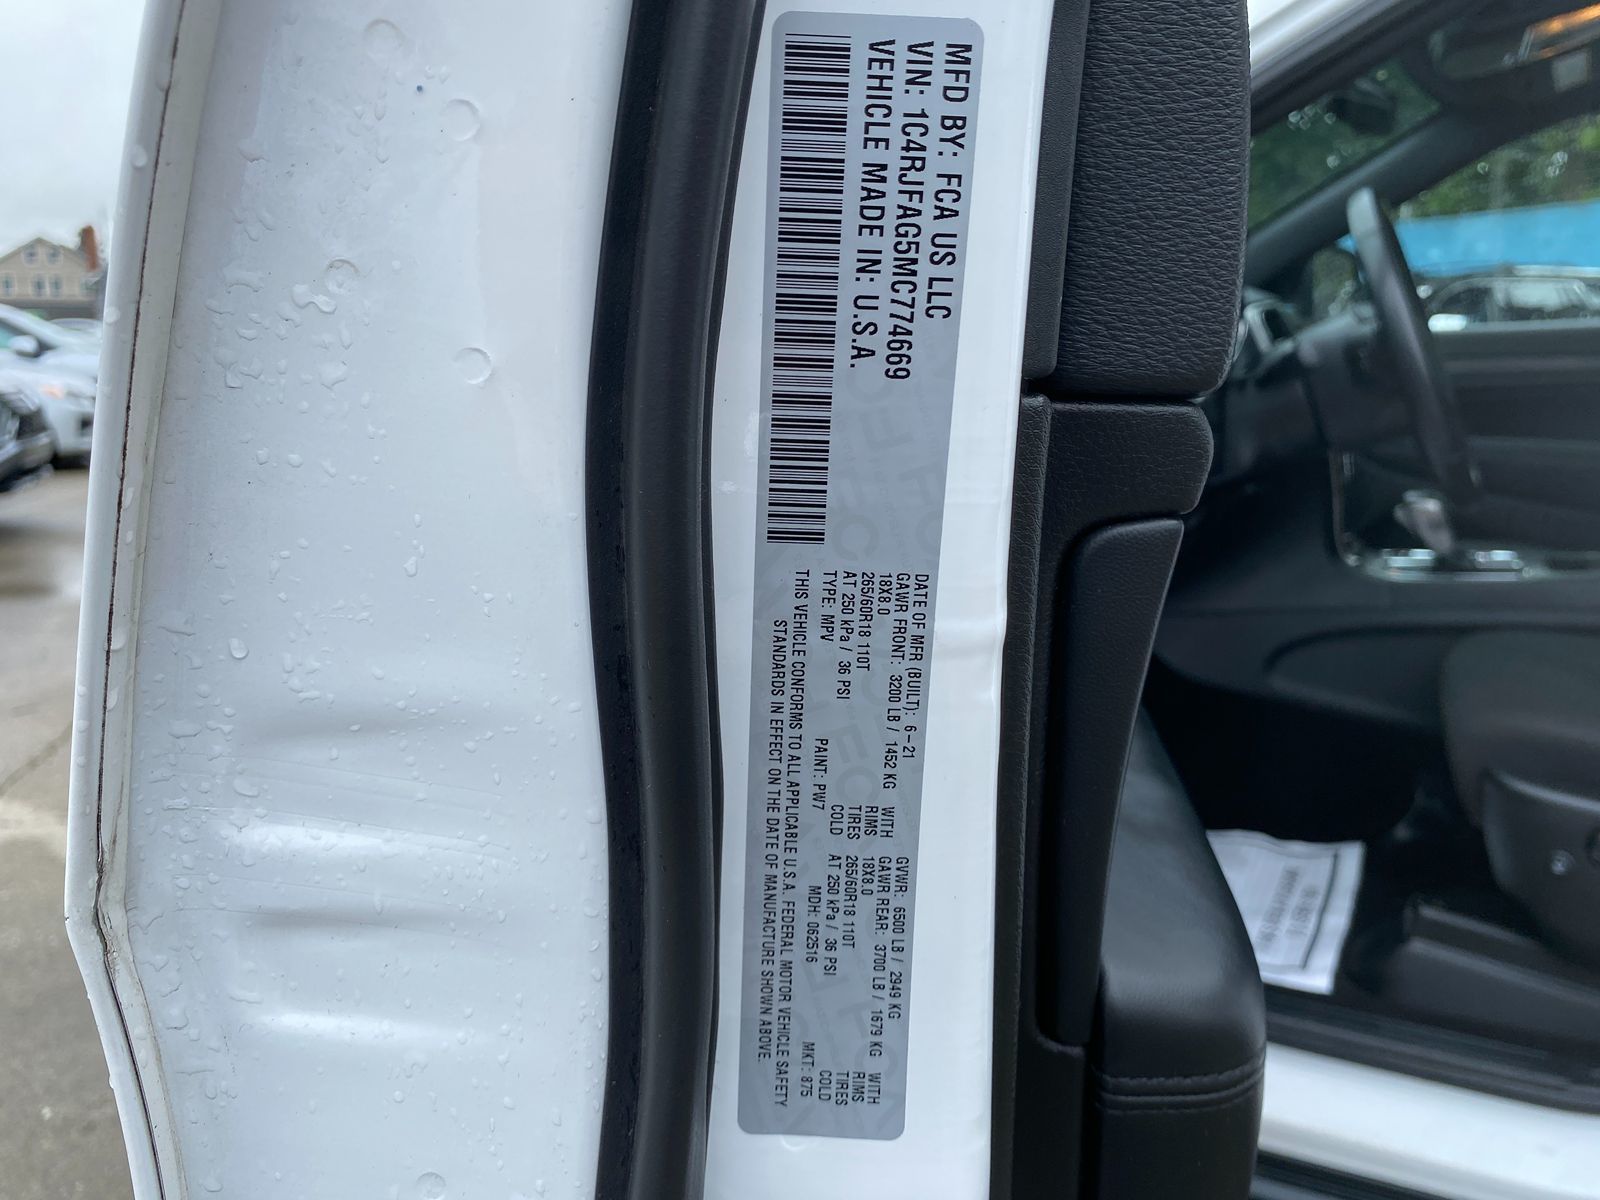 MFD BY: FCA US LLC
VIN: 1C4RJFAG5MC774669
VEHICLE MADE IN: U.S.A.
DATE OF MFR (BUILT): 6-21 GVWR: 6500 LB / 2949 KG
GAWR FRONT: 3200 LB / 1452 KG WITH GAWR REAR: 3700 LB / 1679 KG WITH
18X8.0 RIMS 18X8.0 RIMS
265/60R18 110T TIRES 265/60R18 110T TIRES
AT 250 kPa / 36 PSI COLD AT 250 kPa / 36 PSI COLD
TYPE: MPV PAINT: PW7 MDH: 062516 MKT: 875
THIS VEHICLE CONFORMS TO ALL APPLICABLE U.S.A. FEDERAL MOTOR VEHICLE SAFETY
STANDARDS IN EFFECT ON THE DATE OF MANUFACTURE SHOWN ABOVE.